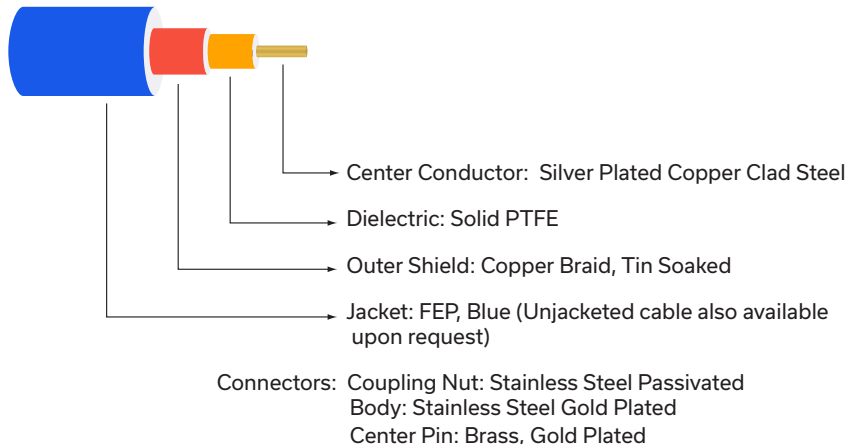 Center Conductor: Silver Plated Copper Clad Steel
Dielectric: Solid PTFE
Outer Shield: Copper Braid, Tin Soaked
Jacket: FEP, Blue (Unjacketed cable also available
upon request)
Connectors: Coupling Nut: Stainless Steel Passivated
Body: Stainless Steel Gold Plated
Center Pin: Brass, Gold Plated